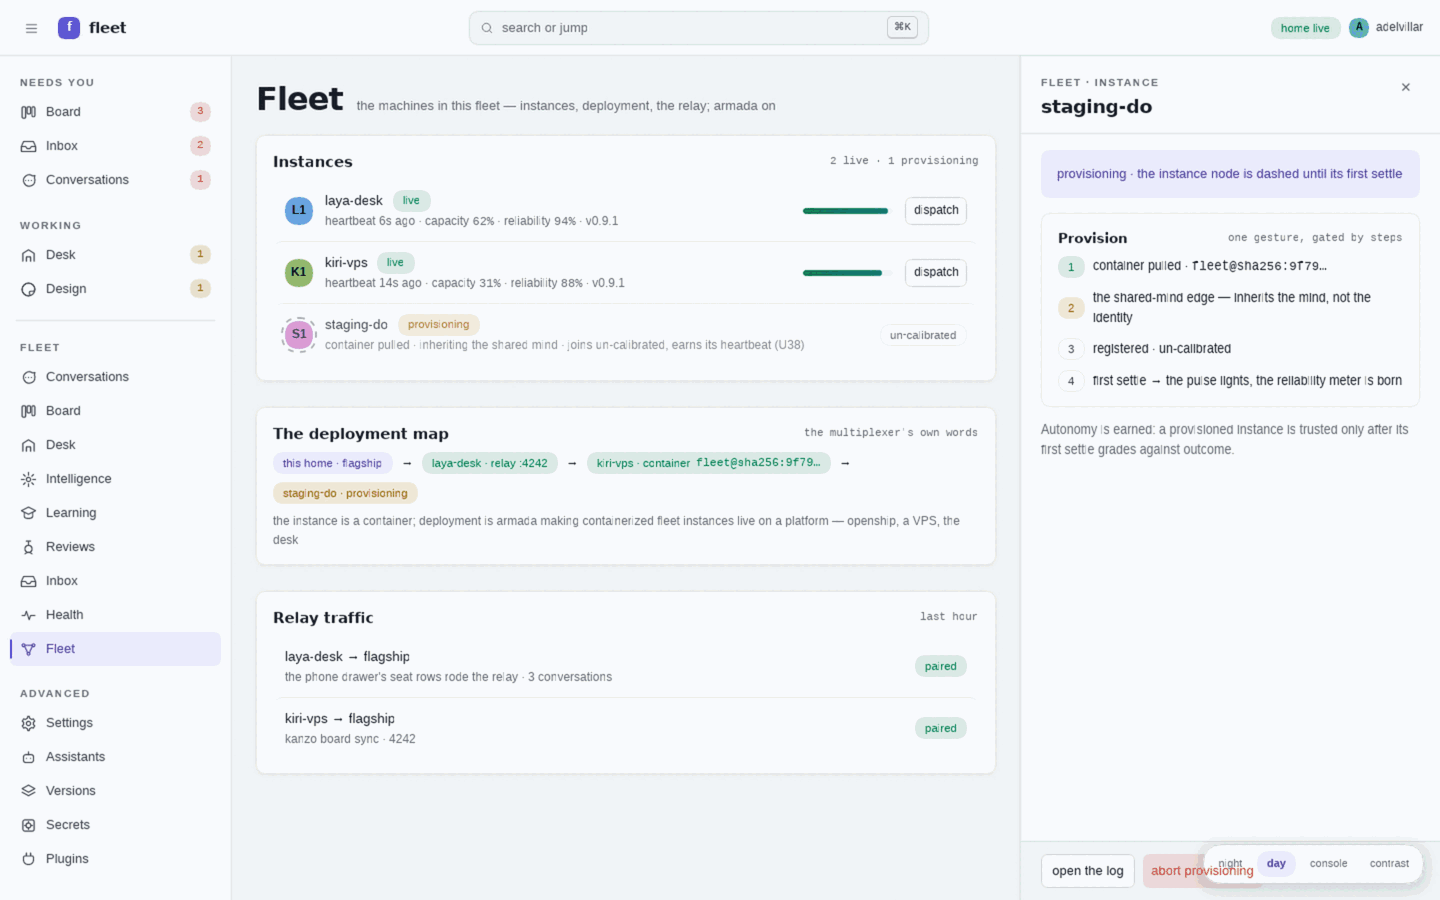 f fleet
search or jump ⌘K
home live A adelvillar
NEEDS YOU
Board 3
Inbox 2
Conversations 1
WORKING
Desk 1
Design 1
FLEET
Conversations
Board
Desk
Intelligence
Learning
Reviews
Inbox
Health
Fleet
ADVANCED
Settings
Assistants
Versions
Secrets
Plugins
Fleet the machines in this fleet — instances, deployment, the relay; armada on
Instances 2 live · 1 provisioning
L1 laya-desk live
heartbeat 6s ago · capacity 62% · reliability 94% · v0.9.1
dispatch
K1 kiri-vps live
heartbeat 14s ago · capacity 31% · reliability 88% · v0.9.1
dispatch
S1 staging-do provisioning
container pulled · inheriting the shared mind · joins un-calibrated, earns its heartbeat (U38)
un-calibrated
The deployment map the multiplexer's own words
this home · flagship → laya-desk · relay :4242 → kiri-vps · container fleet@sha256:9f79… →
staging-do · provisioning
the instance is a container; deployment is armada making containerized fleet instances live on a platform — openship, a VPS, the
desk
Relay traffic last hour
laya-desk → flagship
the phone drawer's seat rows rode the relay · 3 conversations
paired
kiri-vps → flagship
kanzo board sync · 4242
paired
FLEET · INSTANCE
staging-do
×
provisioning · the instance node is dashed until its first settle
Provision one gesture, gated by steps
1 container pulled · fleet@sha256:9f79…
2 the shared-mind edge — inherits the mind, not the
identity
3 registered · un-calibrated
4 first settle → the pulse lights, the reliability meter is born
Autonomy is earned: a provisioned instance is trusted only after its
first settle grades against outcome.
open the log abort provisioning
night day console contrast